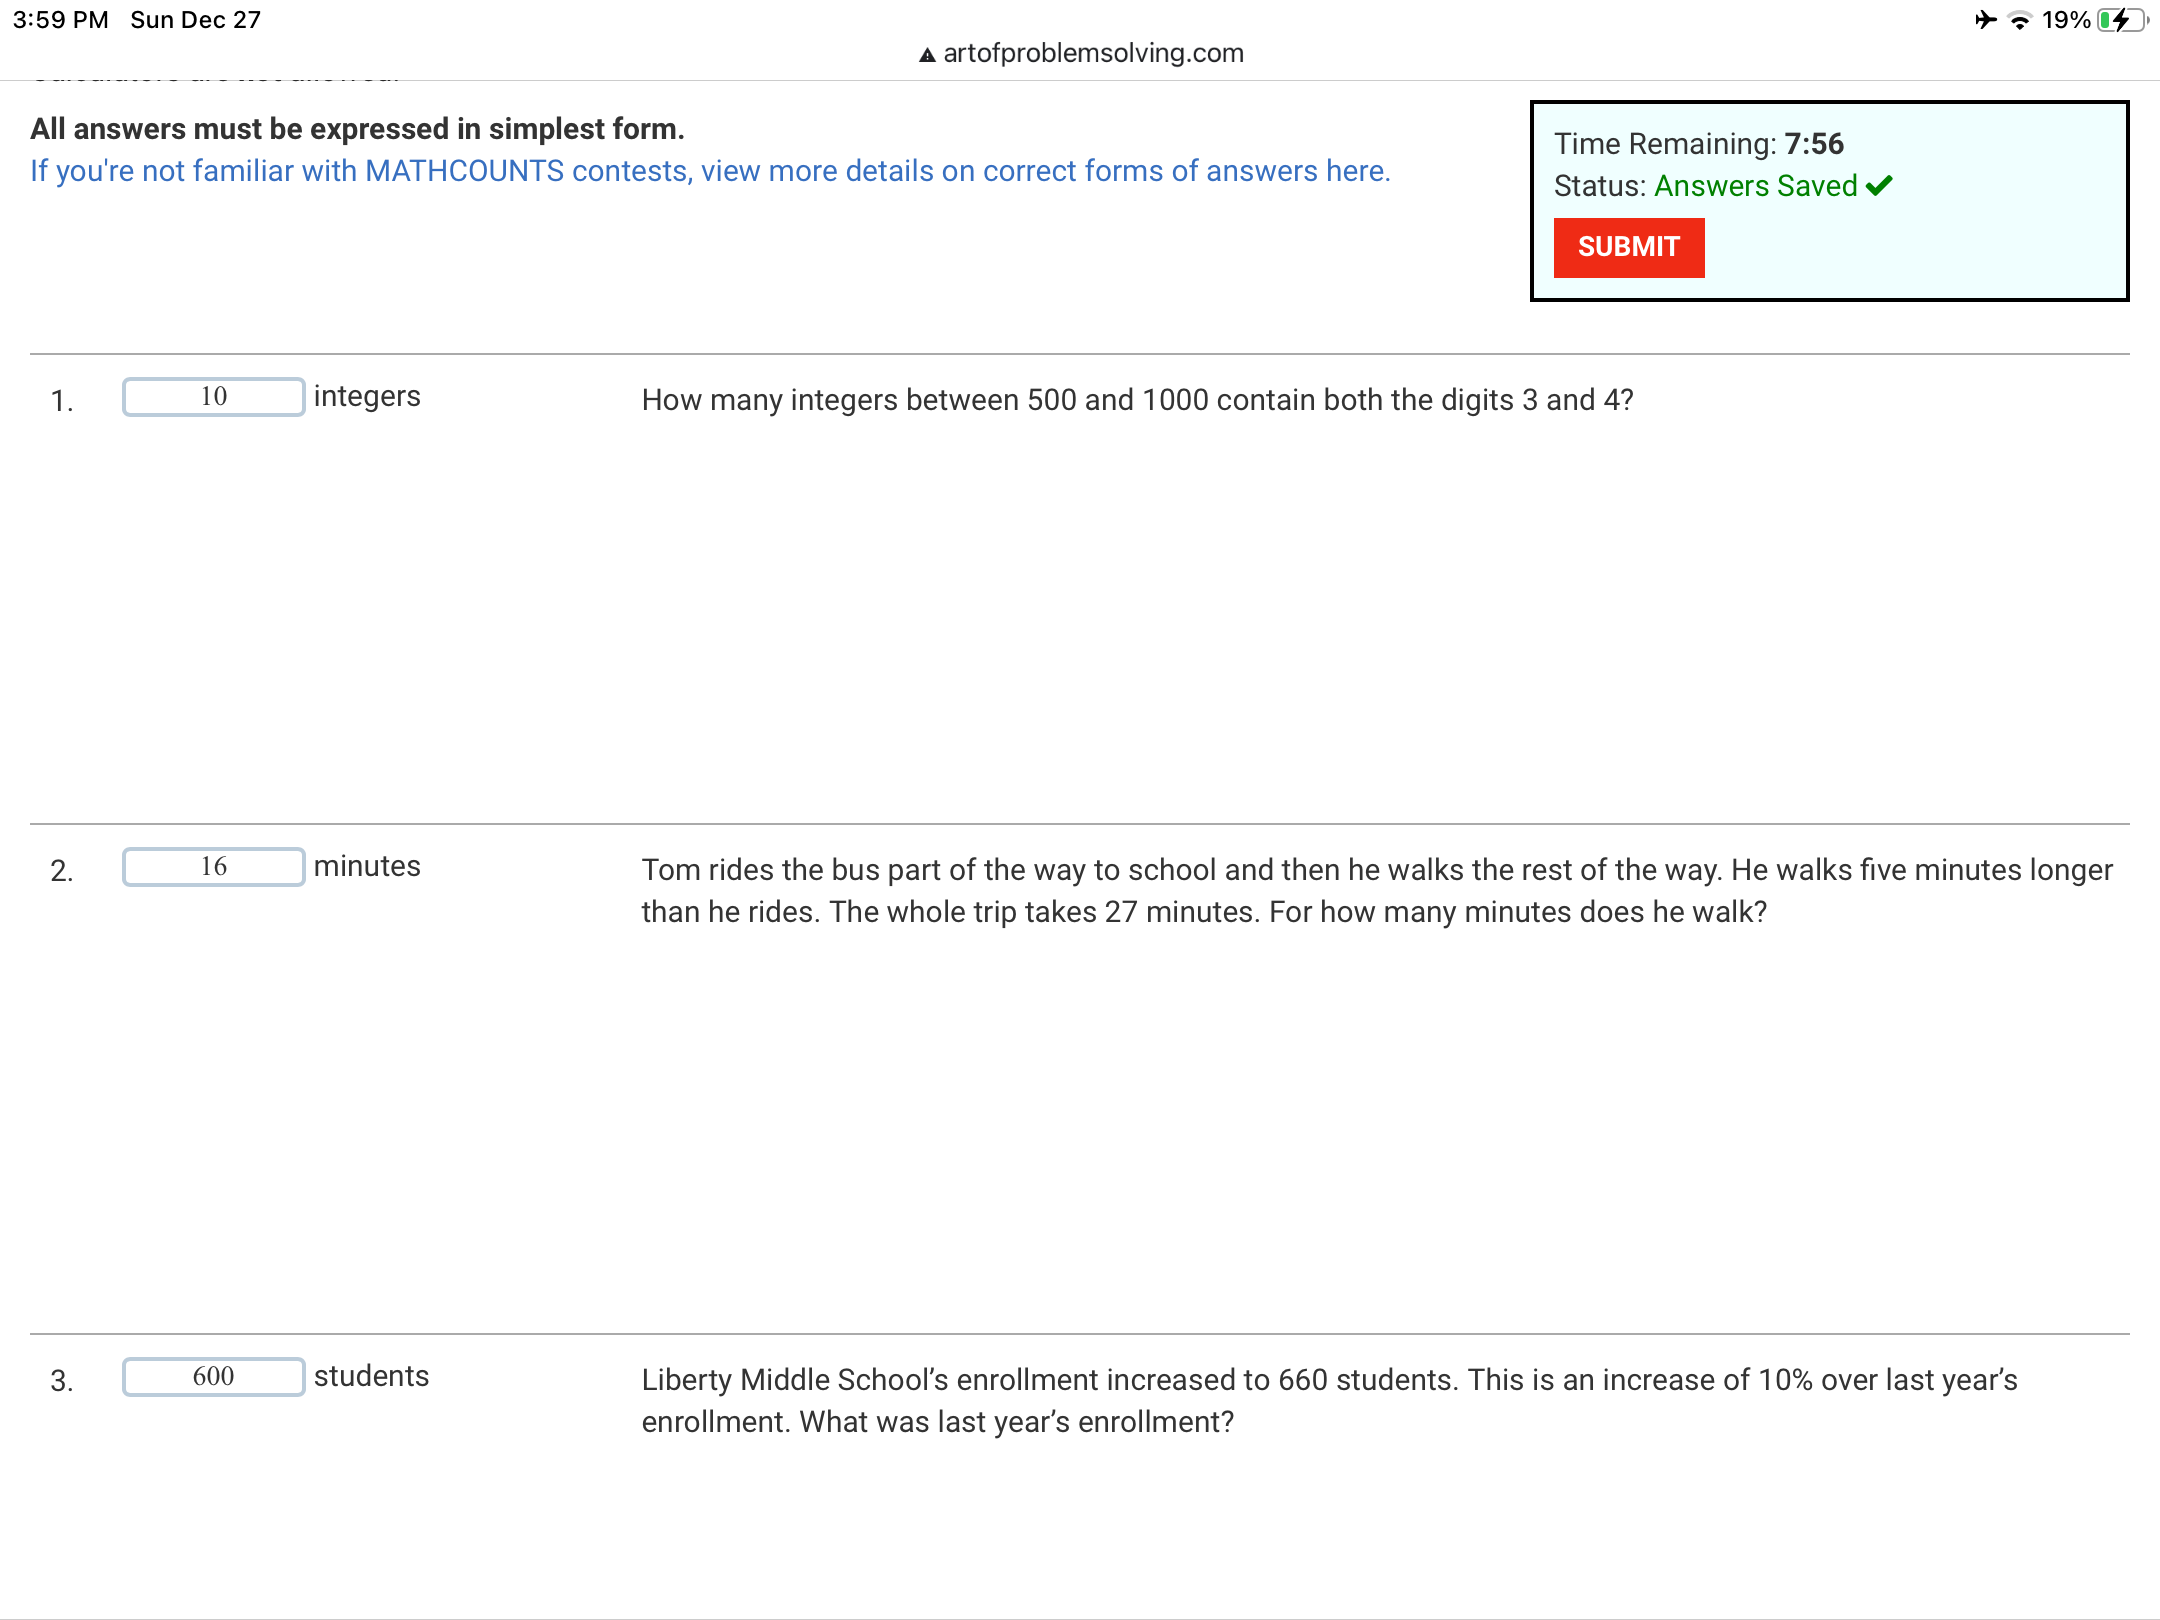 3:59 PM Sun Dec 27
19%
artofproblemsolving.com
All answers must be expressed in simplest form.
If you're not familiar with MATHCOUNTS contests, view more details on correct forms of answers here.
Time Remaining: 7:56
Status: Answers Saved
SUBMIT
1. 10 integers How many integers between 500 and 1000 contain both the digits 3 and 4?
2. 16 minutes Tom rides the bus part of the way to school and then he walks the rest of the way. He walks five minutes longer
than he rides. The whole trip takes 27 minutes. For how many minutes does he walk?
3. 600 students Liberty Middle School’s enrollment increased to 660 students. This is an increase of 10% over last year’s
enrollment. What was last year’s enrollment?